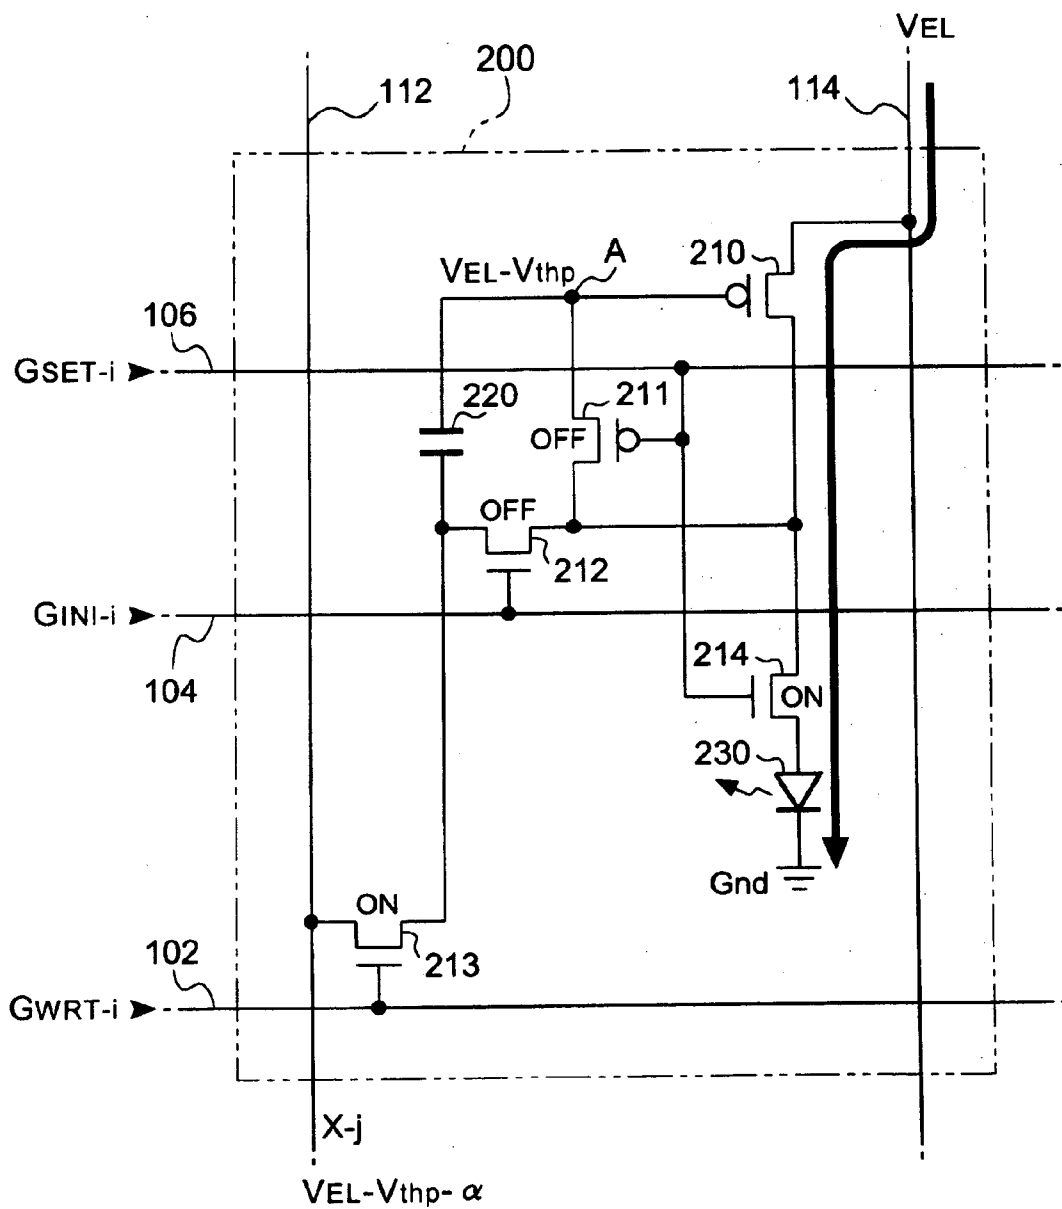 VEL
200
112
114
210
A
VEL-Vthp
106
GSET-i
220
211
OFF
OFF
212
GINI-i
104
214
ON
230
Gnd
ON
213
102
GWRT-i
X-j
VEL-Vthp-α